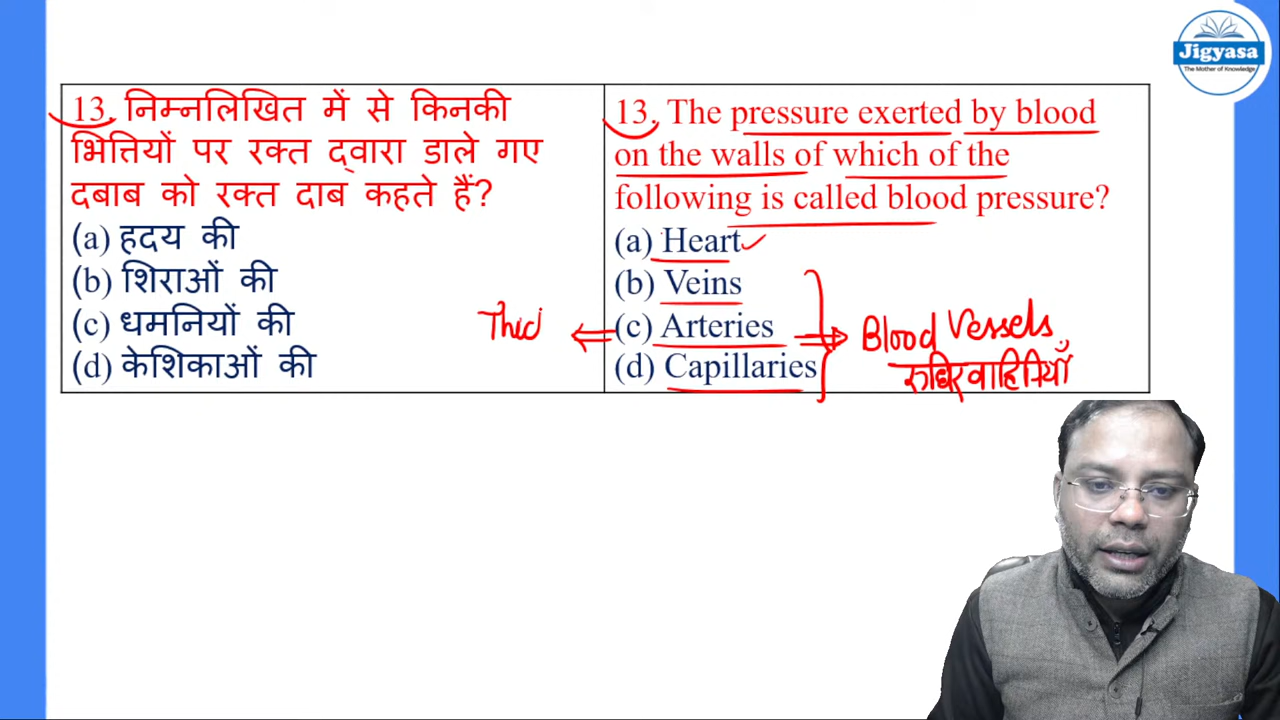 Jigyasa
The Mother of Knowledge
13. निम्नलिखित में से किनकी
भित्तियों पर रक्त द्वारा डाले गए
दबाब को रक्त दाब कहते हैं?
(a) हदय की
(b) शिराओं की
(c) धमनियों की
(d) केशिकाओं की
13. The pressure exerted by blood
on the walls of which of the
following is called blood pressure?
(a) Heart
(b) Veins
(c) Arteries
(d) Capillaries
Blood Vessels
रुधिरवाहिनियाँ